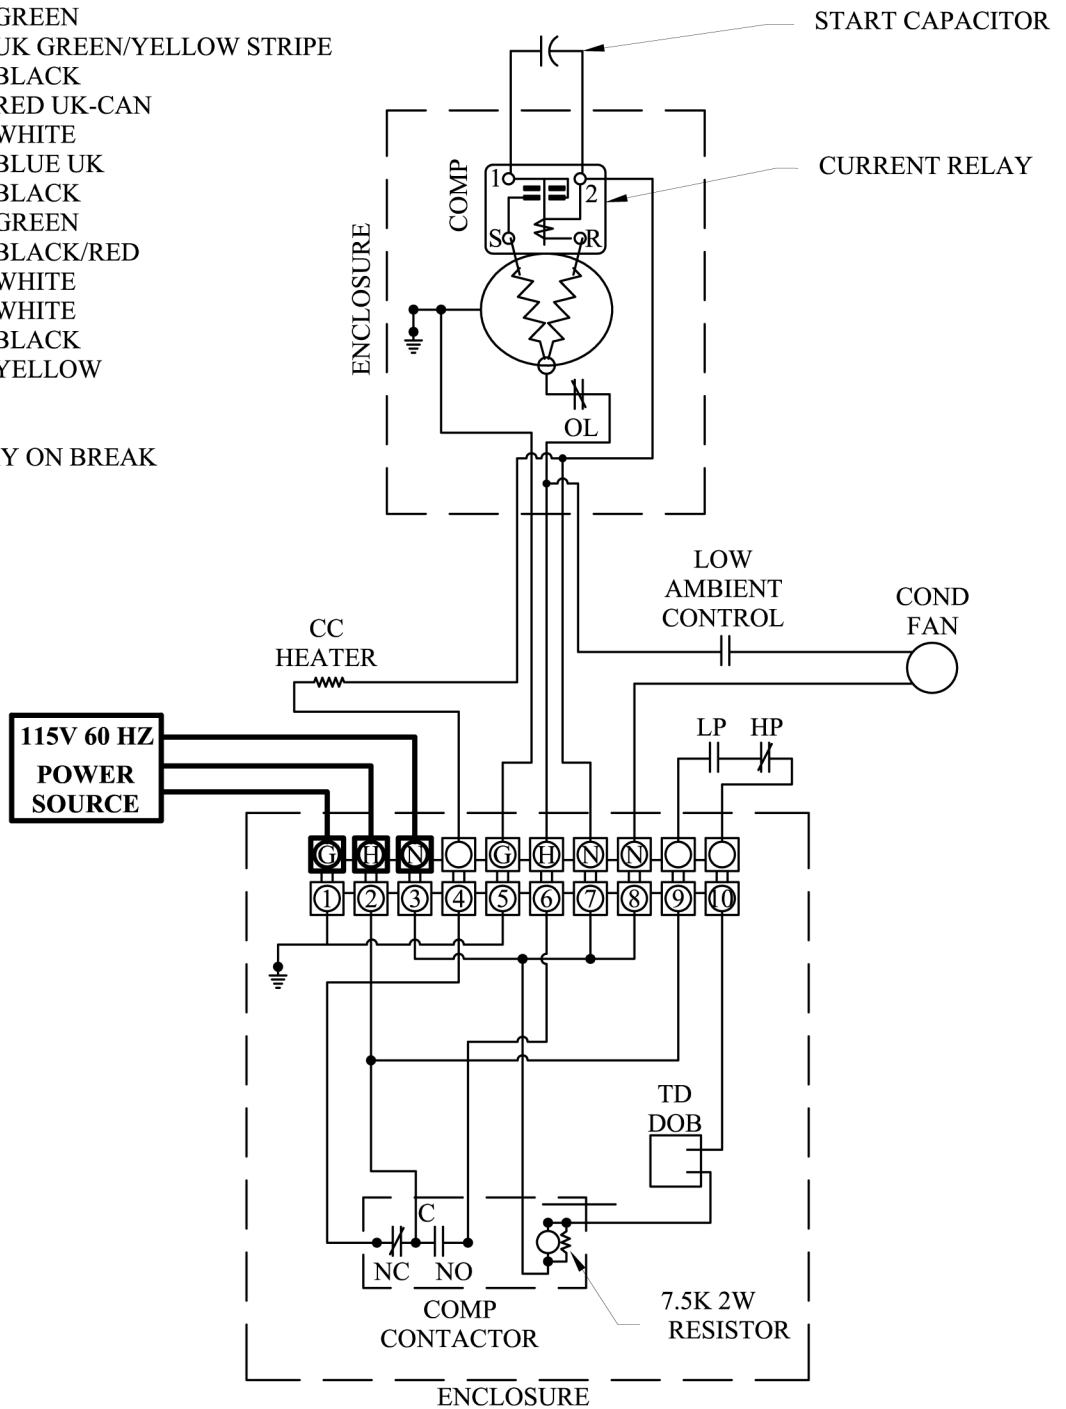 GREEN
UK GREEN/YELLOW STRIPE
BLACK
RED UK-CAN
WHITE
BLUE UK
BLACK
GREEN
BLACK/RED
WHITE
WHITE
BLACK
YELLOW
Y ON BREAK
START CAPACITOR
CURRENT RELAY
COMP
1
2
S
R
ENCLOSURE
OL
LOW
AMBIENT
CONTROL
COND
FAN
CC
HEATER
LP HP
115V 60 HZ
POWER
SOURCE
G H N G H N N
1 2 3 4 5 6 7 8 9 10
TD
DOB
C
NC NO
COMP
CONTACTOR
7.5K 2W
RESISTOR
ENCLOSURE